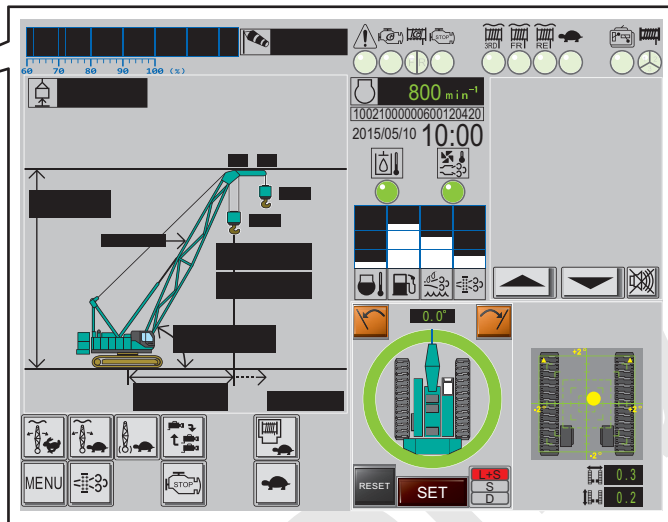 60 70 80 90 100 (%)
STOP
3RD FR RE
H R
800 min⁻¹
10021000000600120420
2015/05/10 10:00
0.0°
+2°
-2° +2°
-2°
L+S
RESET SET S
D
0.3
0.2
MENU STOP